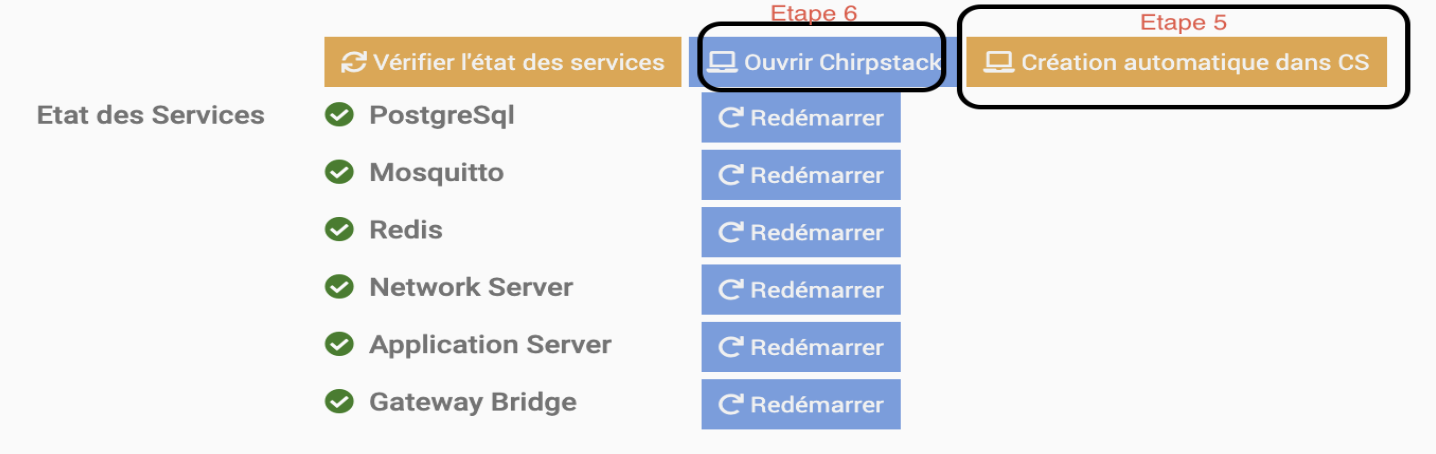 Etape 6
Etape 5
Vérifier l'état des services
Ouvrir Chirpstack
Création automatique dans CS
Etat des Services
PostgreSql
Redémarrer
Mosquitto
Redémarrer
Redis
Redémarrer
Network Server
Redémarrer
Application Server
Redémarrer
Gateway Bridge
Redémarrer